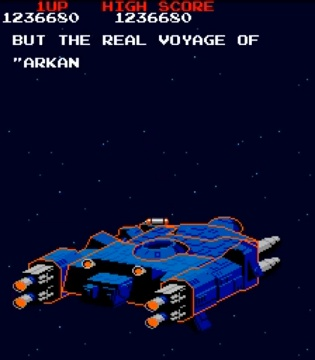 1UP HIGH SCORE
1236680 1236680
BUT THE REAL VOYAGE OF
"ARKAN